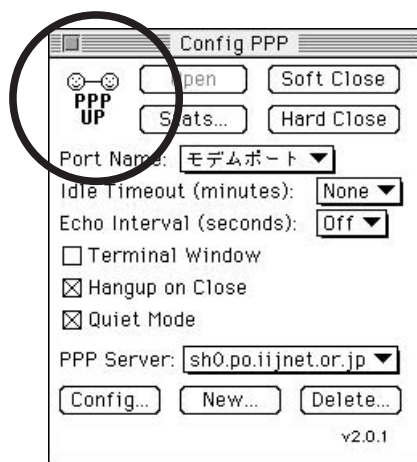 Config PPP
PPP
UP
Open
Soft Close
Stats...
Hard Close
Port Name: モデムポート
Idle Timeout (minutes): None
Echo Interval (seconds): Off
Terminal Window
Hangup on Close
Quiet Mode
PPP Server: sh0.po.iijnet.or.jp
Config...
New...
Delete...
v2.0.1